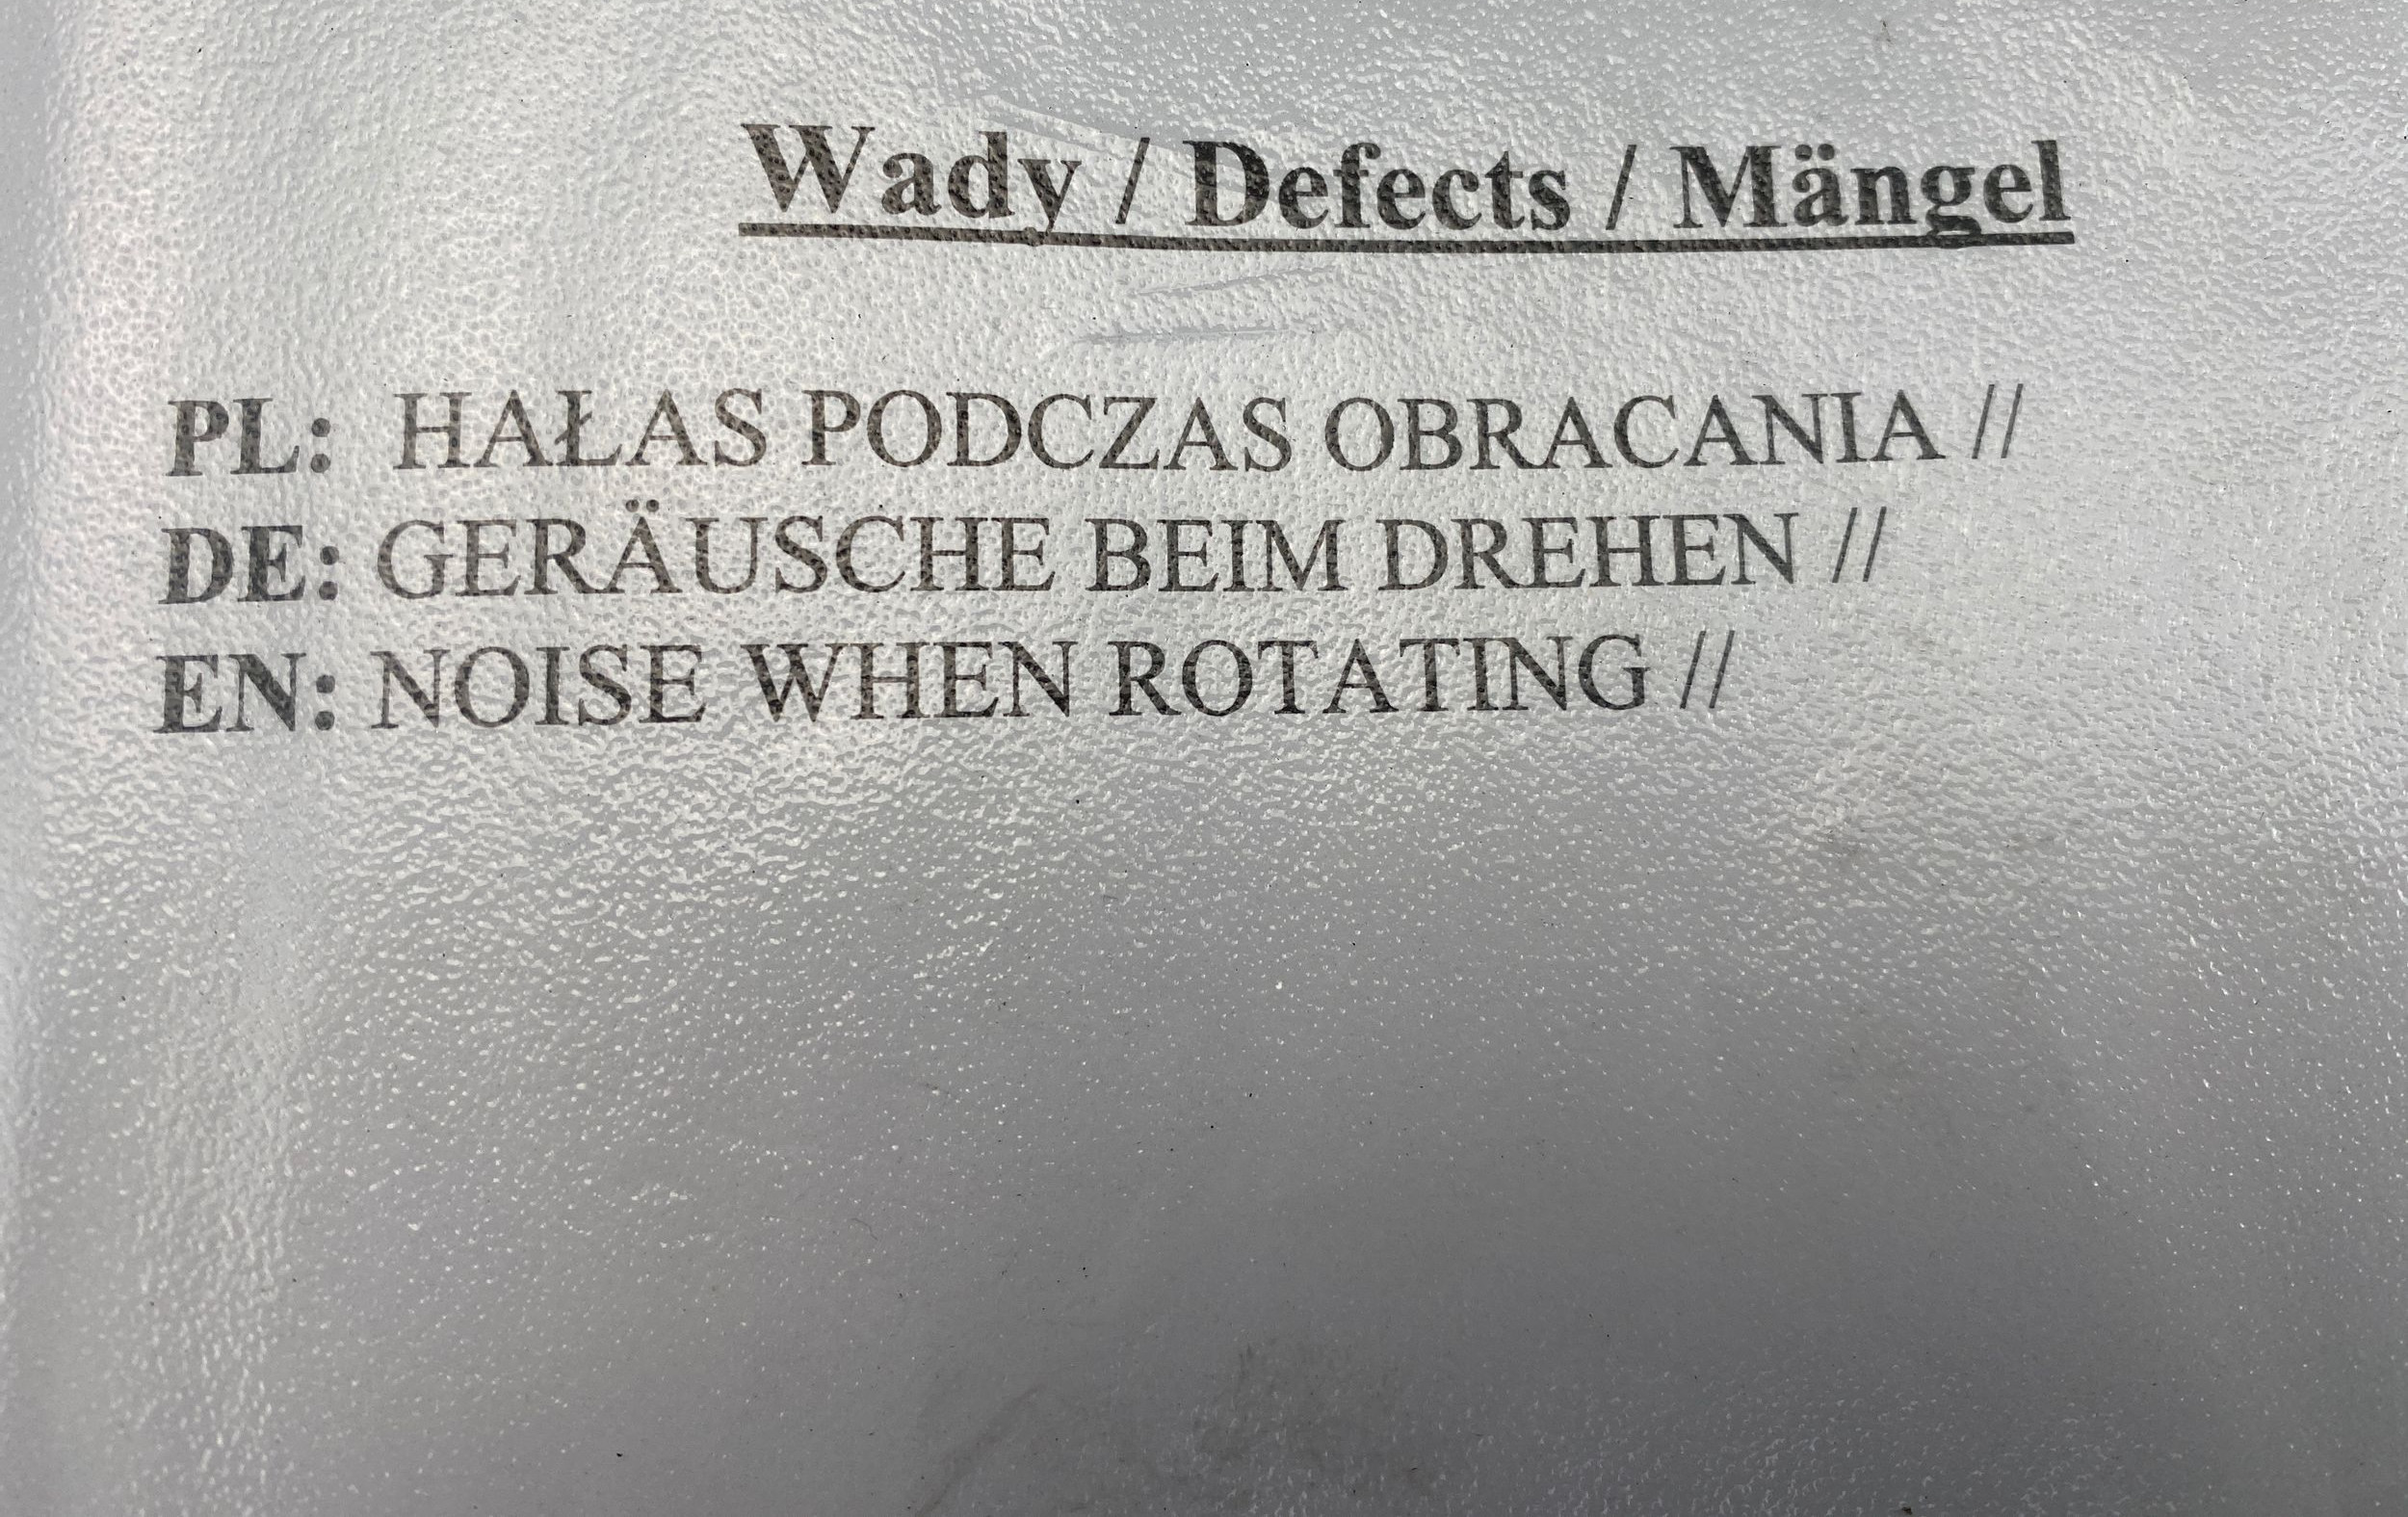 Wady / Defects / Mängel
PL: HAŁAS PODCZAS OBRACANIA //
DE: GERÄUSCHE BEIM DREHEN //
EN: NOISE WHEN ROTATING //